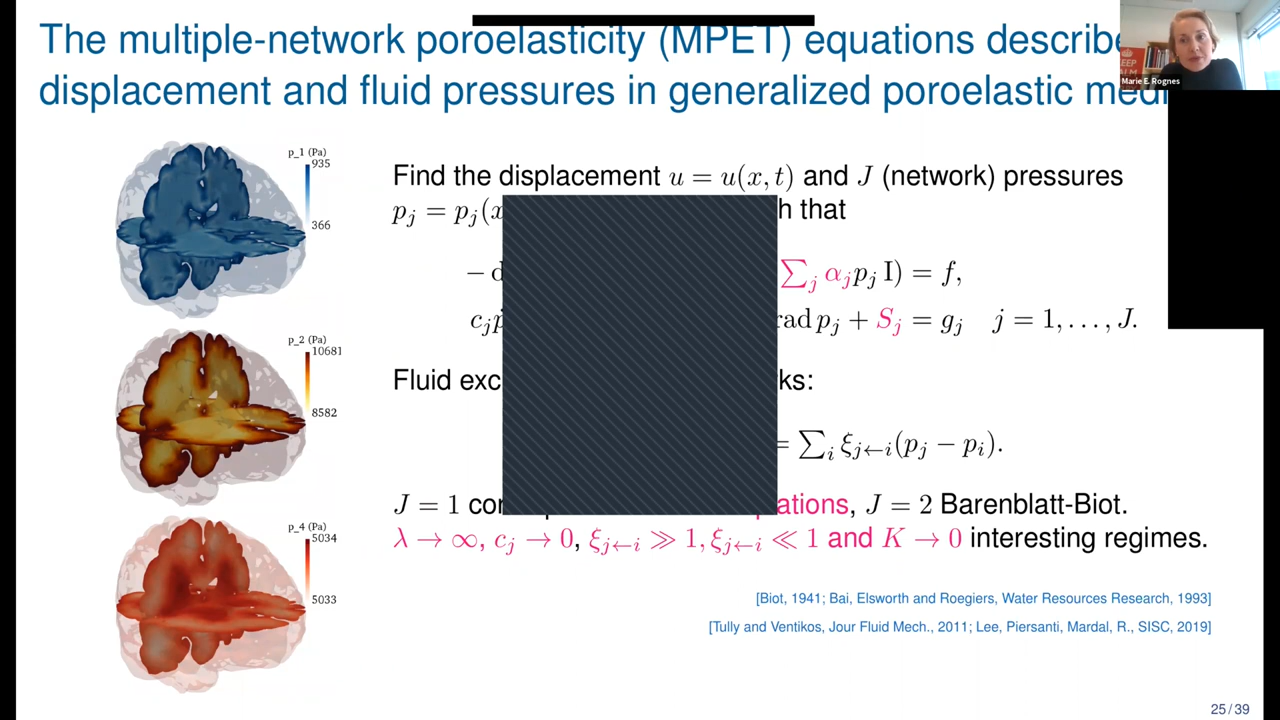 The multiple-network poroelasticity (MPET) equations describe
displacement and fluid pressures in generalized poroelastic
Marie E. Rognes
p_1 (Pa)
935
366
p_2 (Pa)
10681
8582
p_4 (Pa)
5034
5033
Find the displacement u = u(x, t) and J (network) pressures
p_j = p_j(x h that
− d ∑_j α_j p_j I) = f,
c_j rad p_j + S_j = g_j j = 1, . . . , J.
Fluid exc ks:
= ∑_i ξ_{j←i}(p_j − p_i).
J = 1 ations, J = 2 Barenblatt-Biot.
λ → ∞, c_j → 0, ξ_{j←i} ≫ 1, ξ_{j←i} ≪ 1 and K → 0 interesting regimes.
[Biot, 1941; Bai, Elsworth and Roegiers, Water Resources Research, 1993]
[Tully and Ventikos, Jour Fluid Mech., 2011; Lee, Piersanti, Mardal, R., SISC, 2019]
25 / 39